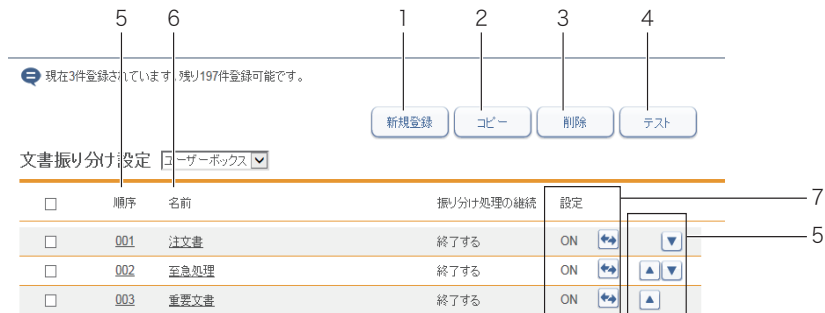 5 6 1 2 3 4
現在3件登録されています。残り197件登録可能です。
新規登録 コピー 削除 テスト
文書振り分け設定 ユーザーボックス
順序 名前 振り分け処理の継続 設定 7
001 注文書 終了する ON 5
002 至急処理 終了する ON
003 重要文書 終了する ON